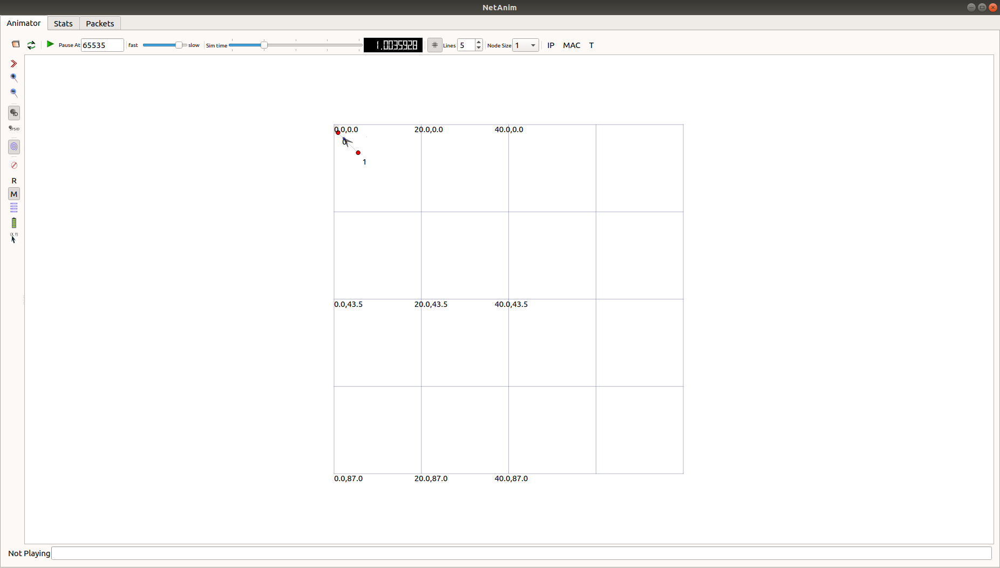 NetAnim
Animator Stats Packets
Pause At 65535 fast slow Sim time 1.0035928 # Lines 5 Node Size 1 IP MAC T
ID
SYSID
R
M
(X, Y)
0.0,0.0 20.0,0.0 40.0,0.0
0
1
0.0,43.5 20.0,43.5 40.0,43.5
0.0,87.0 20.0,87.0 40.0,87.0
Not Playing